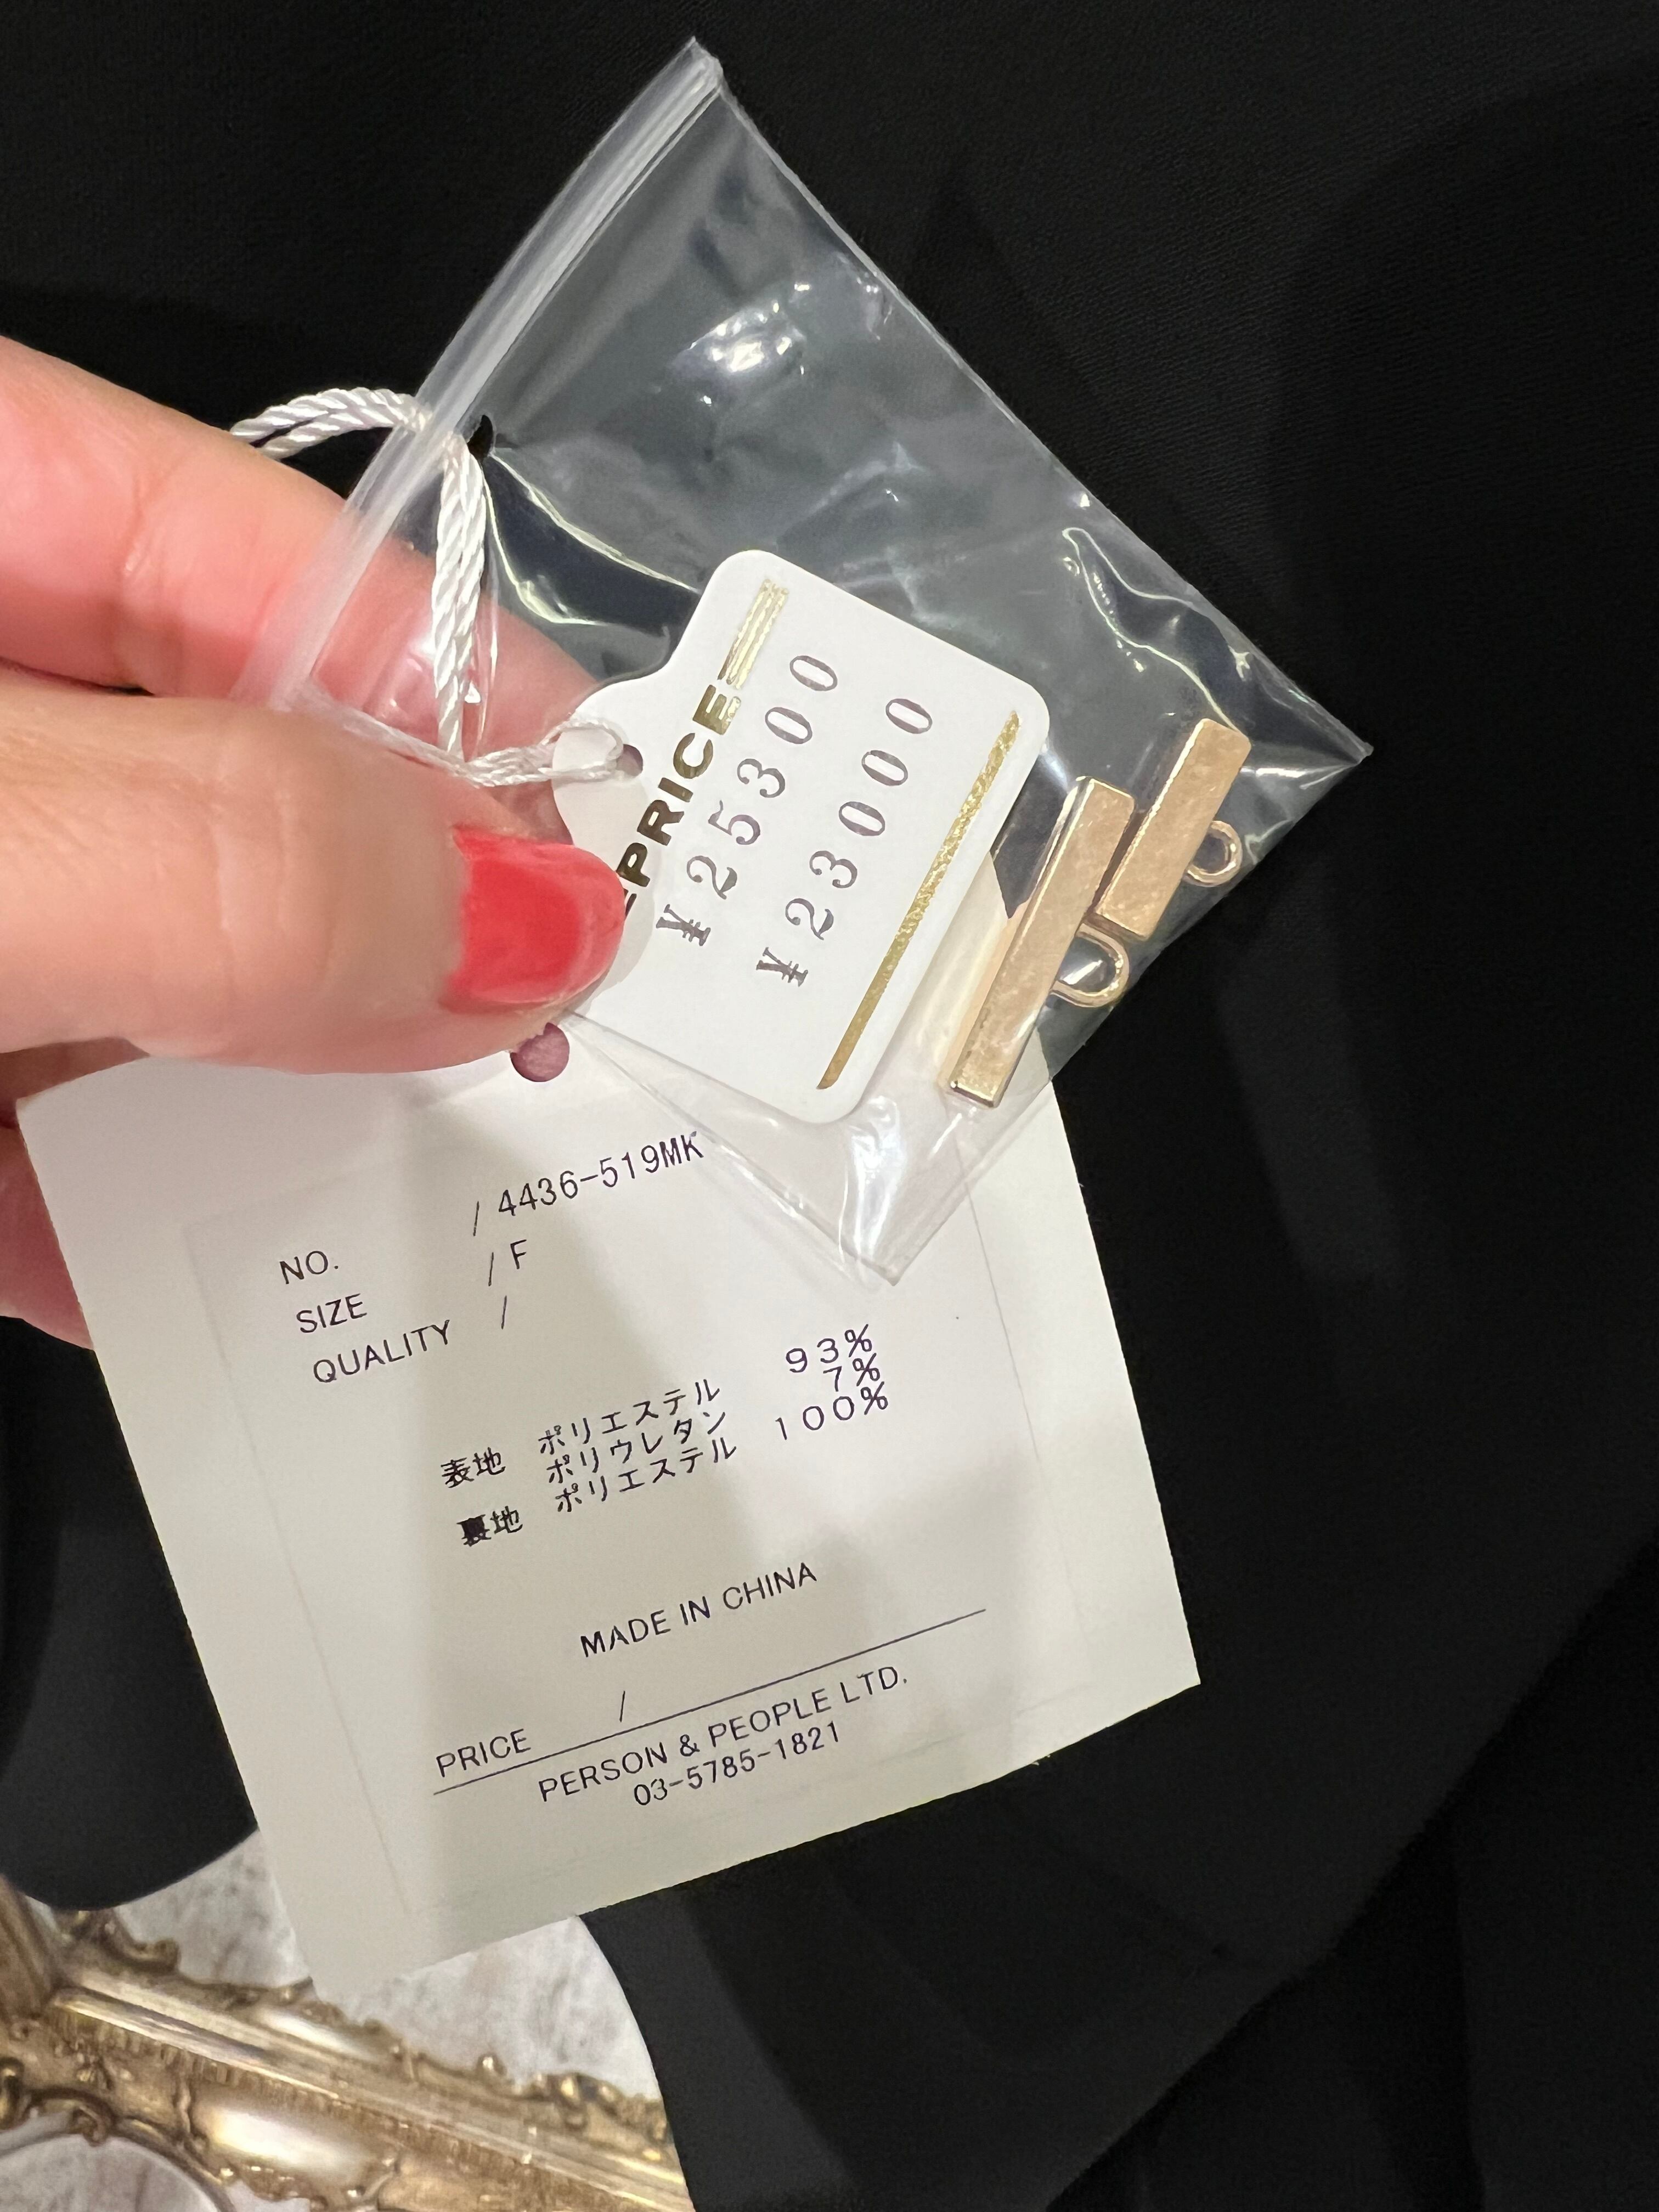 PRICE
¥25300
¥23000
NO. / 4436-519MK
SIZE / F
QUALITY /
表地 ポリエステル 93%
ポリウレタン 7%
裏地 ポリエステル 100%
MADE IN CHINA
PRICE /
PERSON & PEOPLE LTD.
03-5785-1821